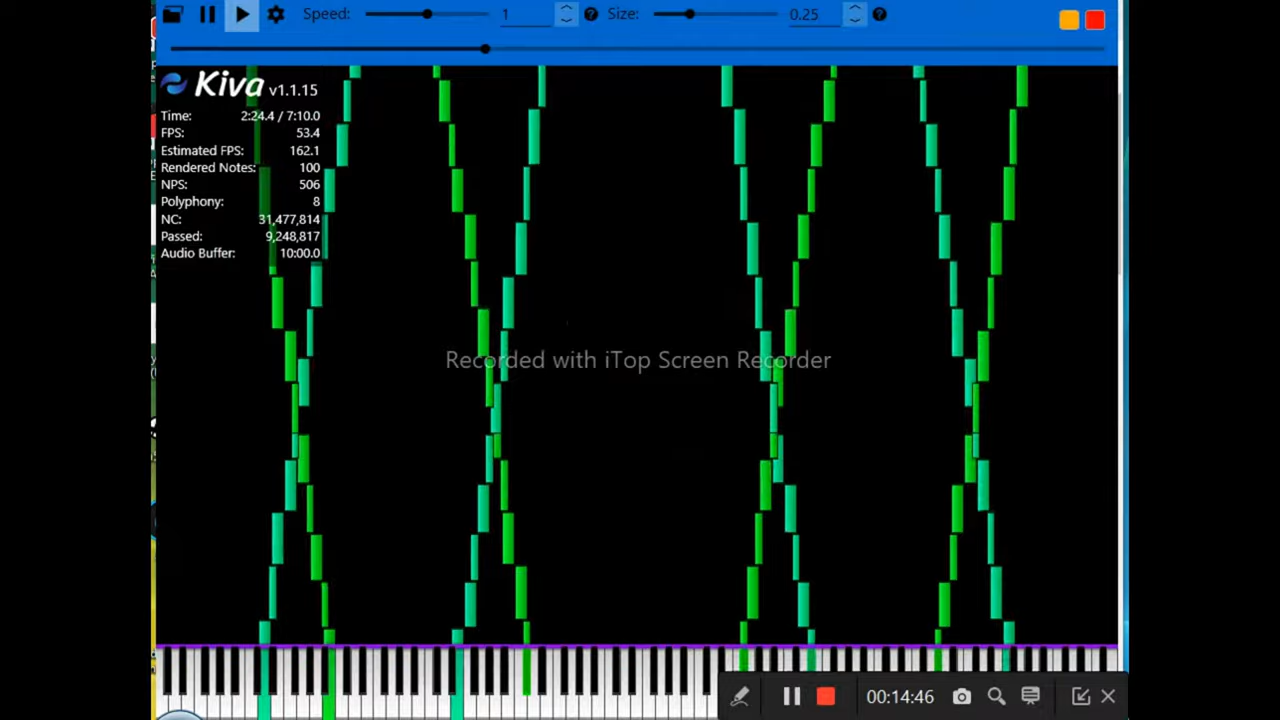 Speed: 1 Size: 0.25
Kiva v1.1.15
Time: 2:24.4 / 7:10.0
FPS: 53.4
Estimated FPS: 162.1
Rendered Notes: 100
NPS: 506
Polyphony: 8
NC: 31,477,814
Passed: 9,248,817
Audio Buffer: 10:00.0
Recorded with iTop Screen Recorder
00:14:46